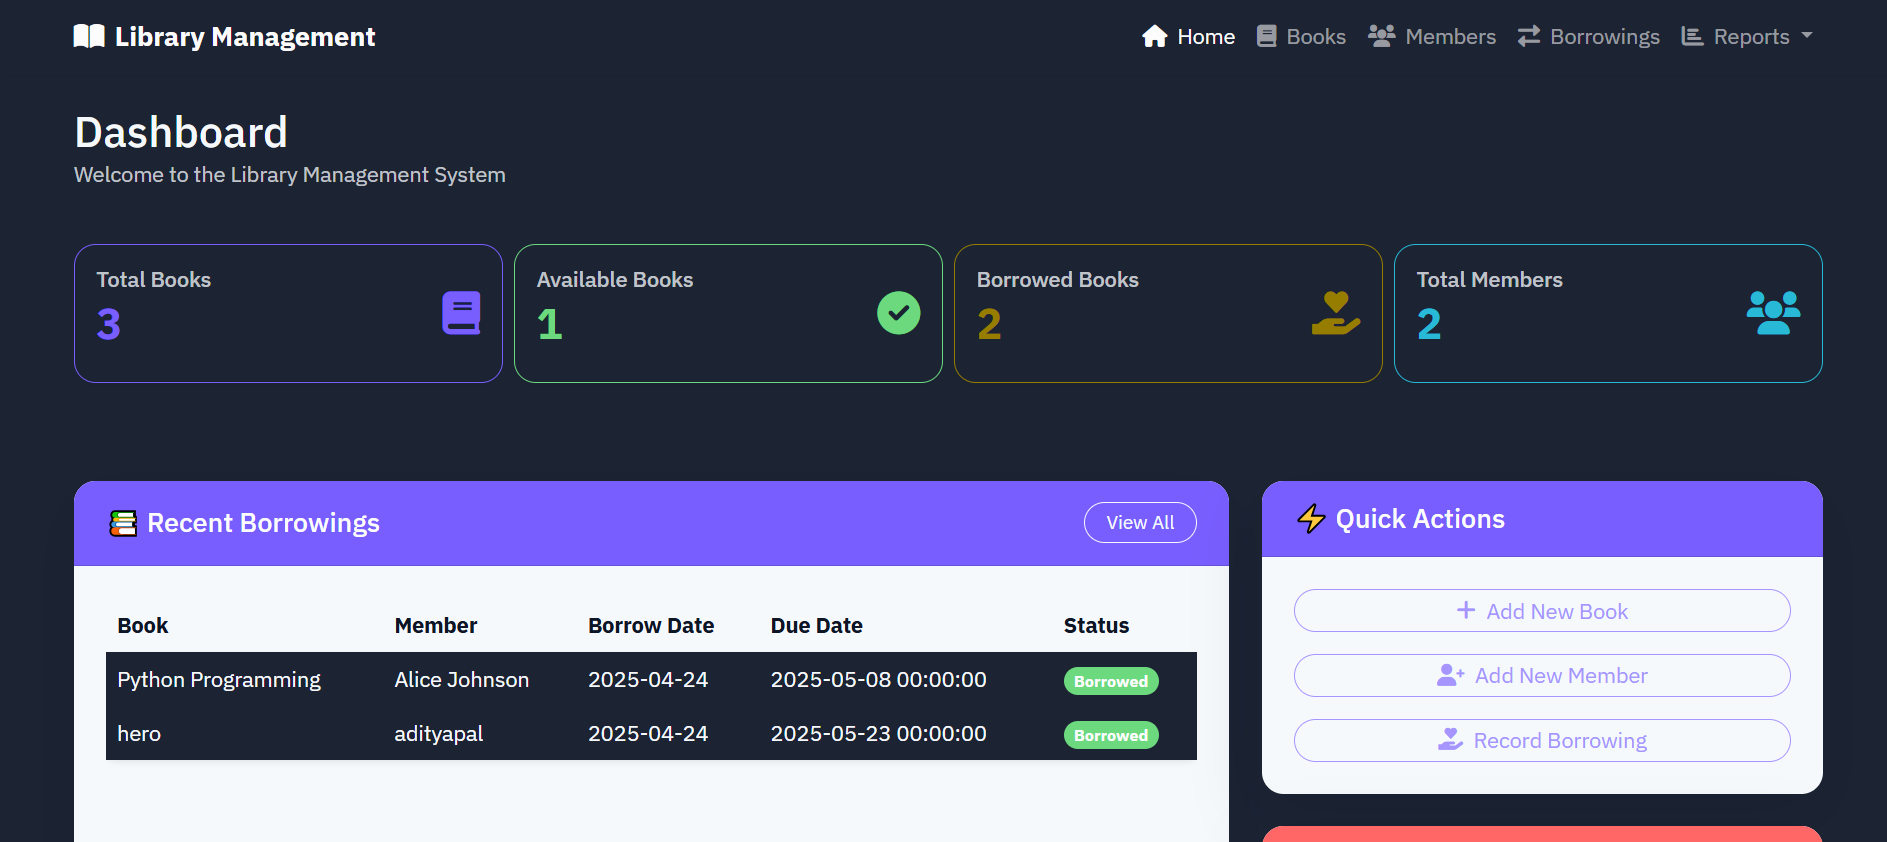 Library Management
Home Books Members Borrowings Reports
Dashboard
Welcome to the Library Management System
Total Books
3
Available Books
1
Borrowed Books
2
Total Members
2
Recent Borrowings
View All
Book Member Borrow Date Due Date Status
Python Programming Alice Johnson 2025-04-24 2025-05-08 00:00:00 Borrowed
hero adityapal 2025-04-24 2025-05-23 00:00:00 Borrowed
Quick Actions
Add New Book
Add New Member
Record Borrowing